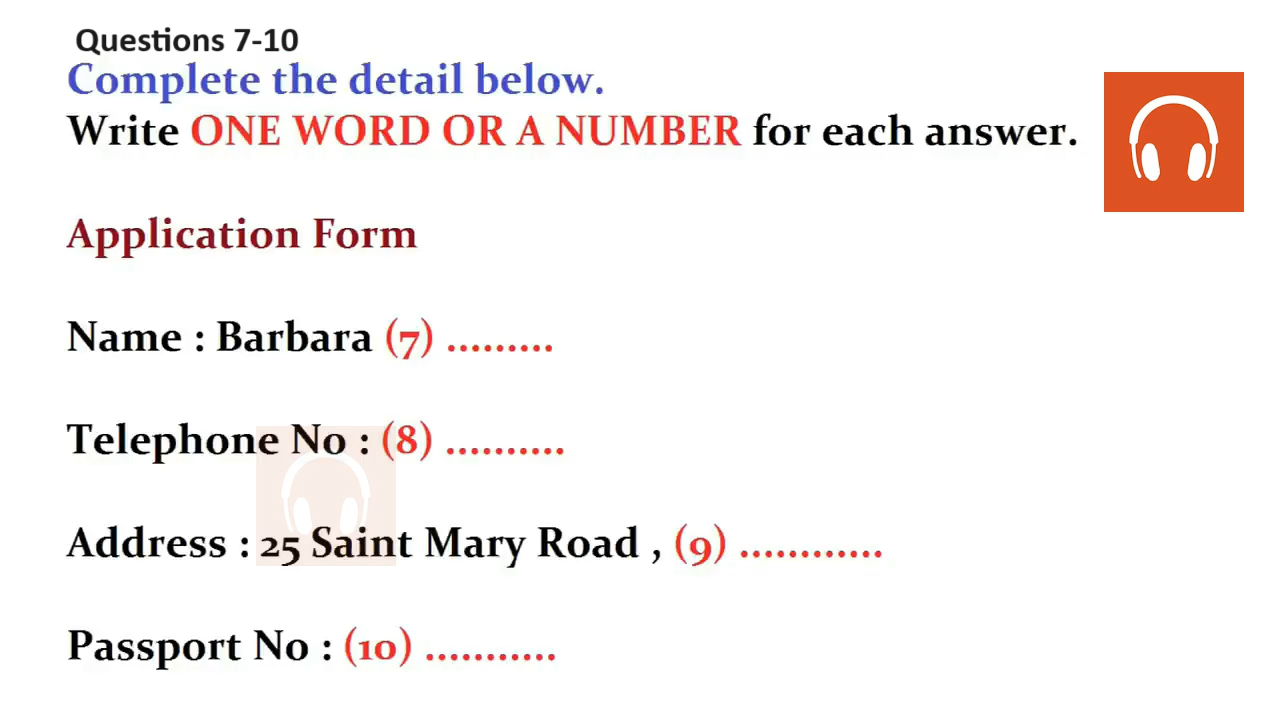 Questions 7-10
Complete the detail below.
Write ONE WORD OR A NUMBER for each answer.
Application Form
Name : Barbara (7) .........
Telephone No : (8) ..........
Address : 25 Saint Mary Road , (9) ............
Passport No : (10) ...........